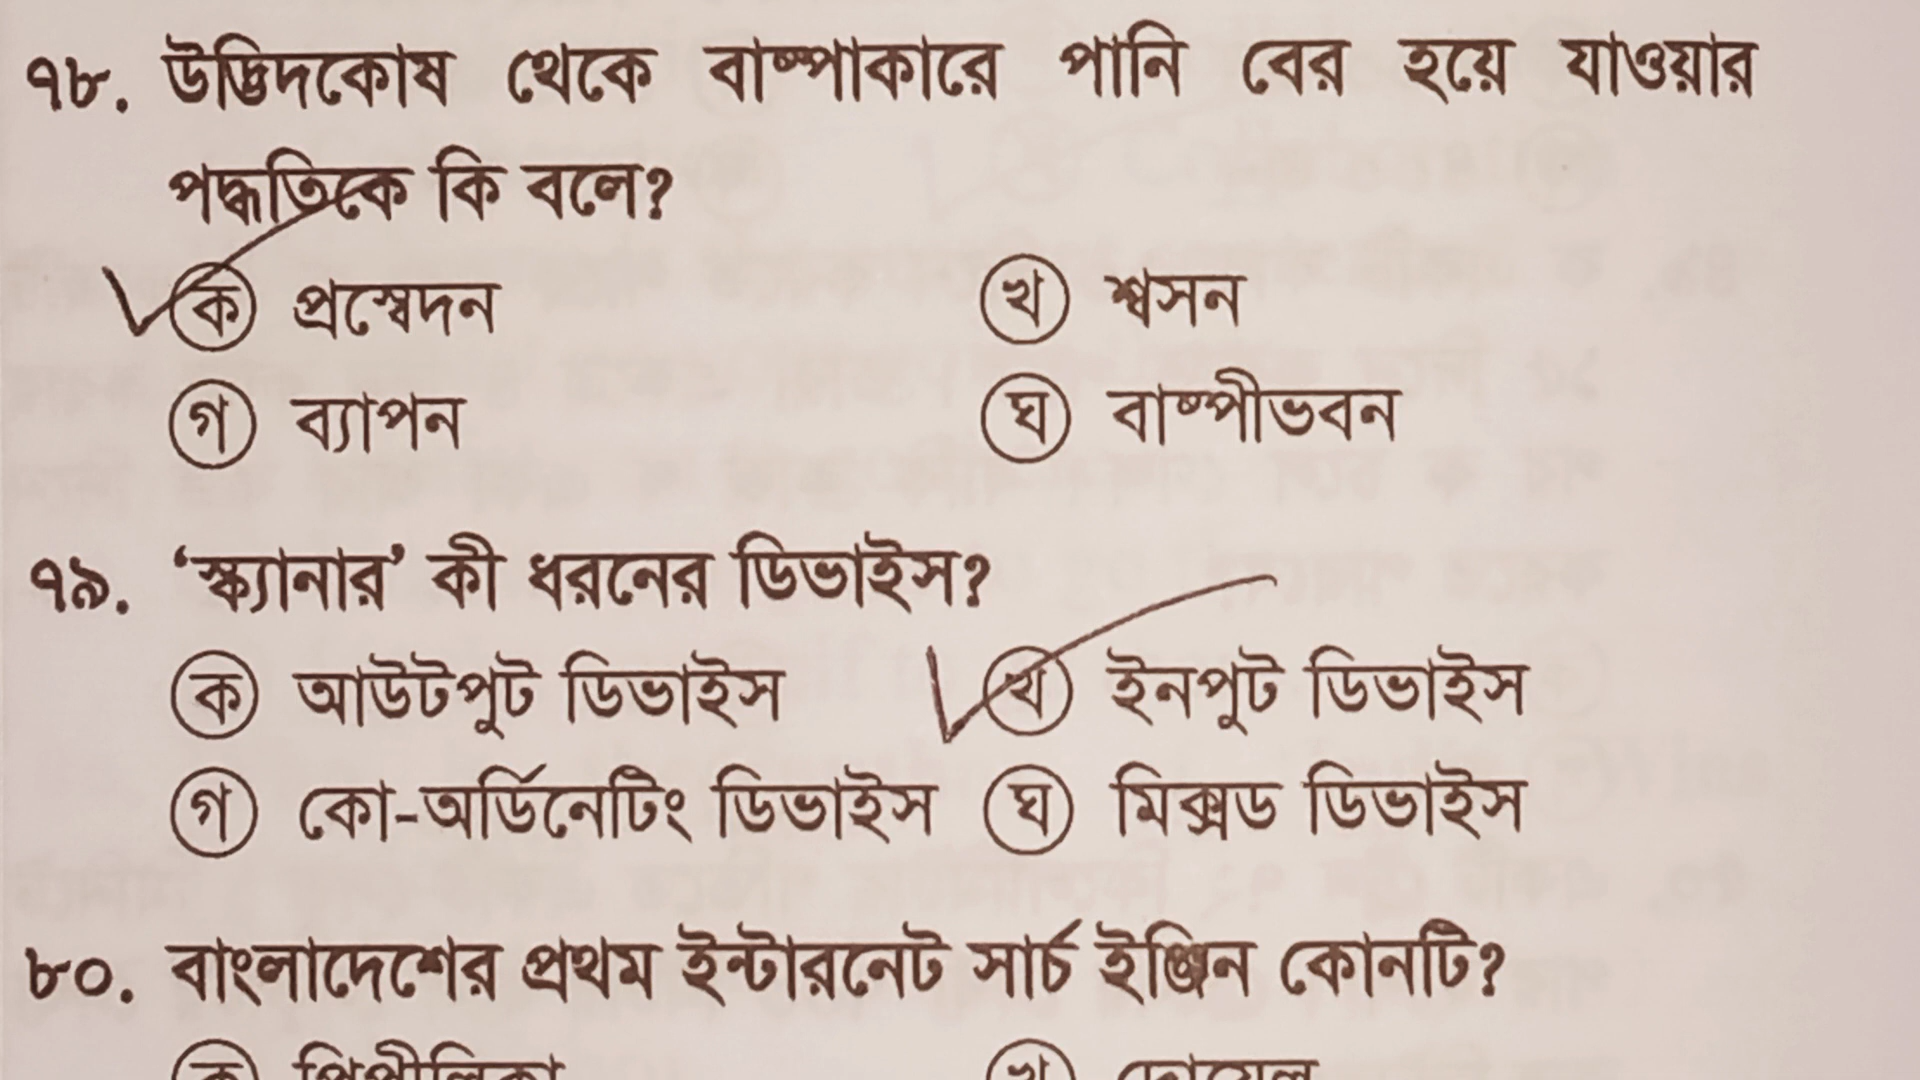 ৭৮. উদ্ভিদকোষ থেকে বাষ্পাকারে পানি বের হয়ে যাওয়ার
পদ্ধতিকে কি বলে?
ক প্রস্বেদন খ শ্বসন
গ ব্যাপন ঘ বাষ্পীভবন
৭৯. ‘স্ক্যানার’ কী ধরনের ডিভাইস?
ক আউটপুট ডিভাইস খ ইনপুট ডিভাইস
গ কো-অর্ডিনেটিং ডিভাইস ঘ মিক্সড ডিভাইস
৮০. বাংলাদেশের প্রথম ইন্টারনেট সার্চ ইঞ্জিন কোনটি?
ক পিপীলিকা খ দোয়েল